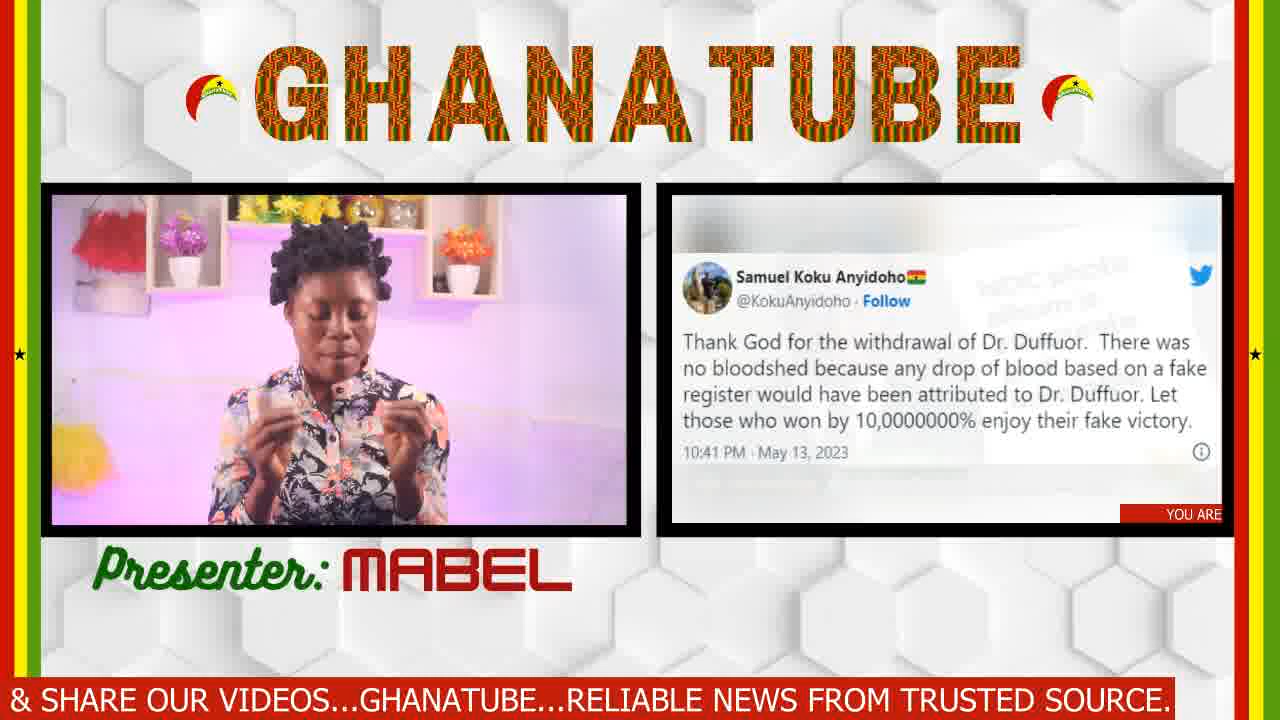 GHANATUBE
Samuel Koku Anyidoho
@KokuAnyidoho · Follow
Thank God for the withdrawal of Dr. Duffuor. There was
no bloodshed because any drop of blood based on a fake
register would have been attributed to Dr. Duffuor. Let
those who won by 10,0000000% enjoy their fake victory.
10:41 PM · May 13, 2023
YOU ARE
Presenter: MABEL
& SHARE OUR VIDEOS...GHANATUBE...RELIABLE NEWS FROM TRUSTED SOURCE.